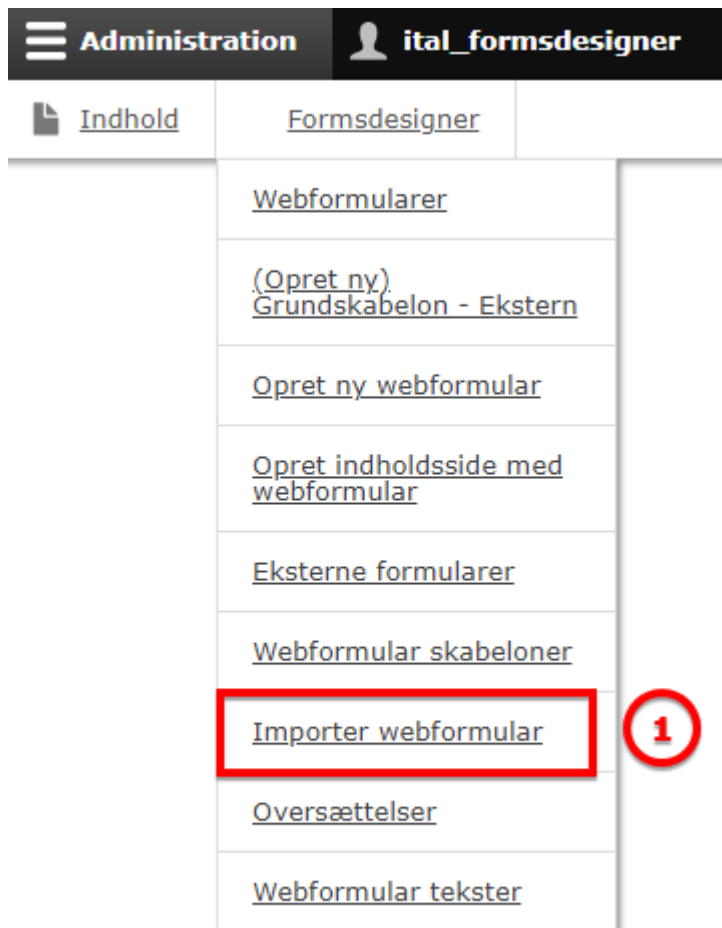 Administration ital_formsdesigner
Indhold Formsdesigner
Webformularer
(Opret ny)
Grundskabelon - Ekstern
Opret ny webformular
Opret indholdsside med
webformular
Eksterne formularer
Webformular skabeloner
Importer webformular 1
Oversættelser
Webformular tekster